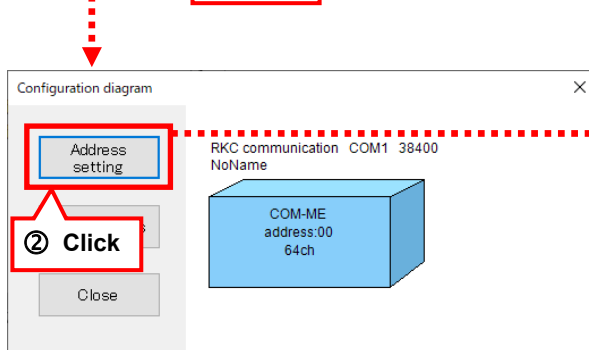 Configuration diagram
Address
setting
RKC communication COM1 38400
NoName
COM-ME
address:00
64ch
② Click
Close